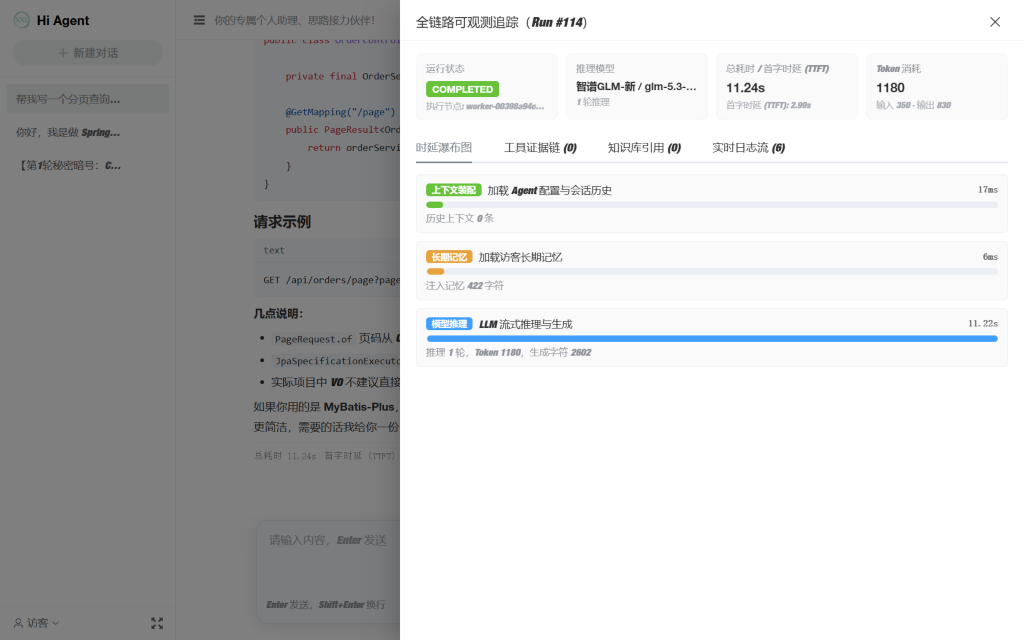 Hi Agent
+ 新建对话
帮我写一个分页查询...
你好，我是做 Spring...
【第1轮秘密暗号：C...
访客
你的专属个人助理、思路接力伙伴！
private final OrderSe
@GetMapping("/page")
public PageResult<Ord
return orderServi
}
}
请求示例
text
GET /api/orders/page?page
几点说明：
PageRequest.of 页码从
JpaSpecificationExecuto
实际项目中 VO 不建议直接
如果你用的是 MyBatis-Plus，
更简洁，需要的话我给你一份
总耗时 11.24s 首字时延 (TTFT)
请输入内容，Enter 发送
Enter 发送，Shift+Enter 换行
全链路可观测追踪（Run #114）
运行状态
COMPLETED
执行节点: worker-00398a94c...
推理模型
智谱GLM-新 / glm-5.3-...
1 轮推理
总耗时 / 首字时延 (TTFT)
11.24s
首字时延 (TTFT): 2.99s
Token 消耗
1180
输入 350 · 输出 830
时延瀑布图
工具证据链 (0)
知识库引用 (0)
实时日志流 (6)
上下文装配 加载 Agent 配置与会话历史 17ms
历史上下文 0 条
长期记忆 加载访客长期记忆 6ms
注入记忆 422 字符
模型推理 LLM 流式推理与生成 11.22s
推理 1 轮，Token 1180，生成字符 2602